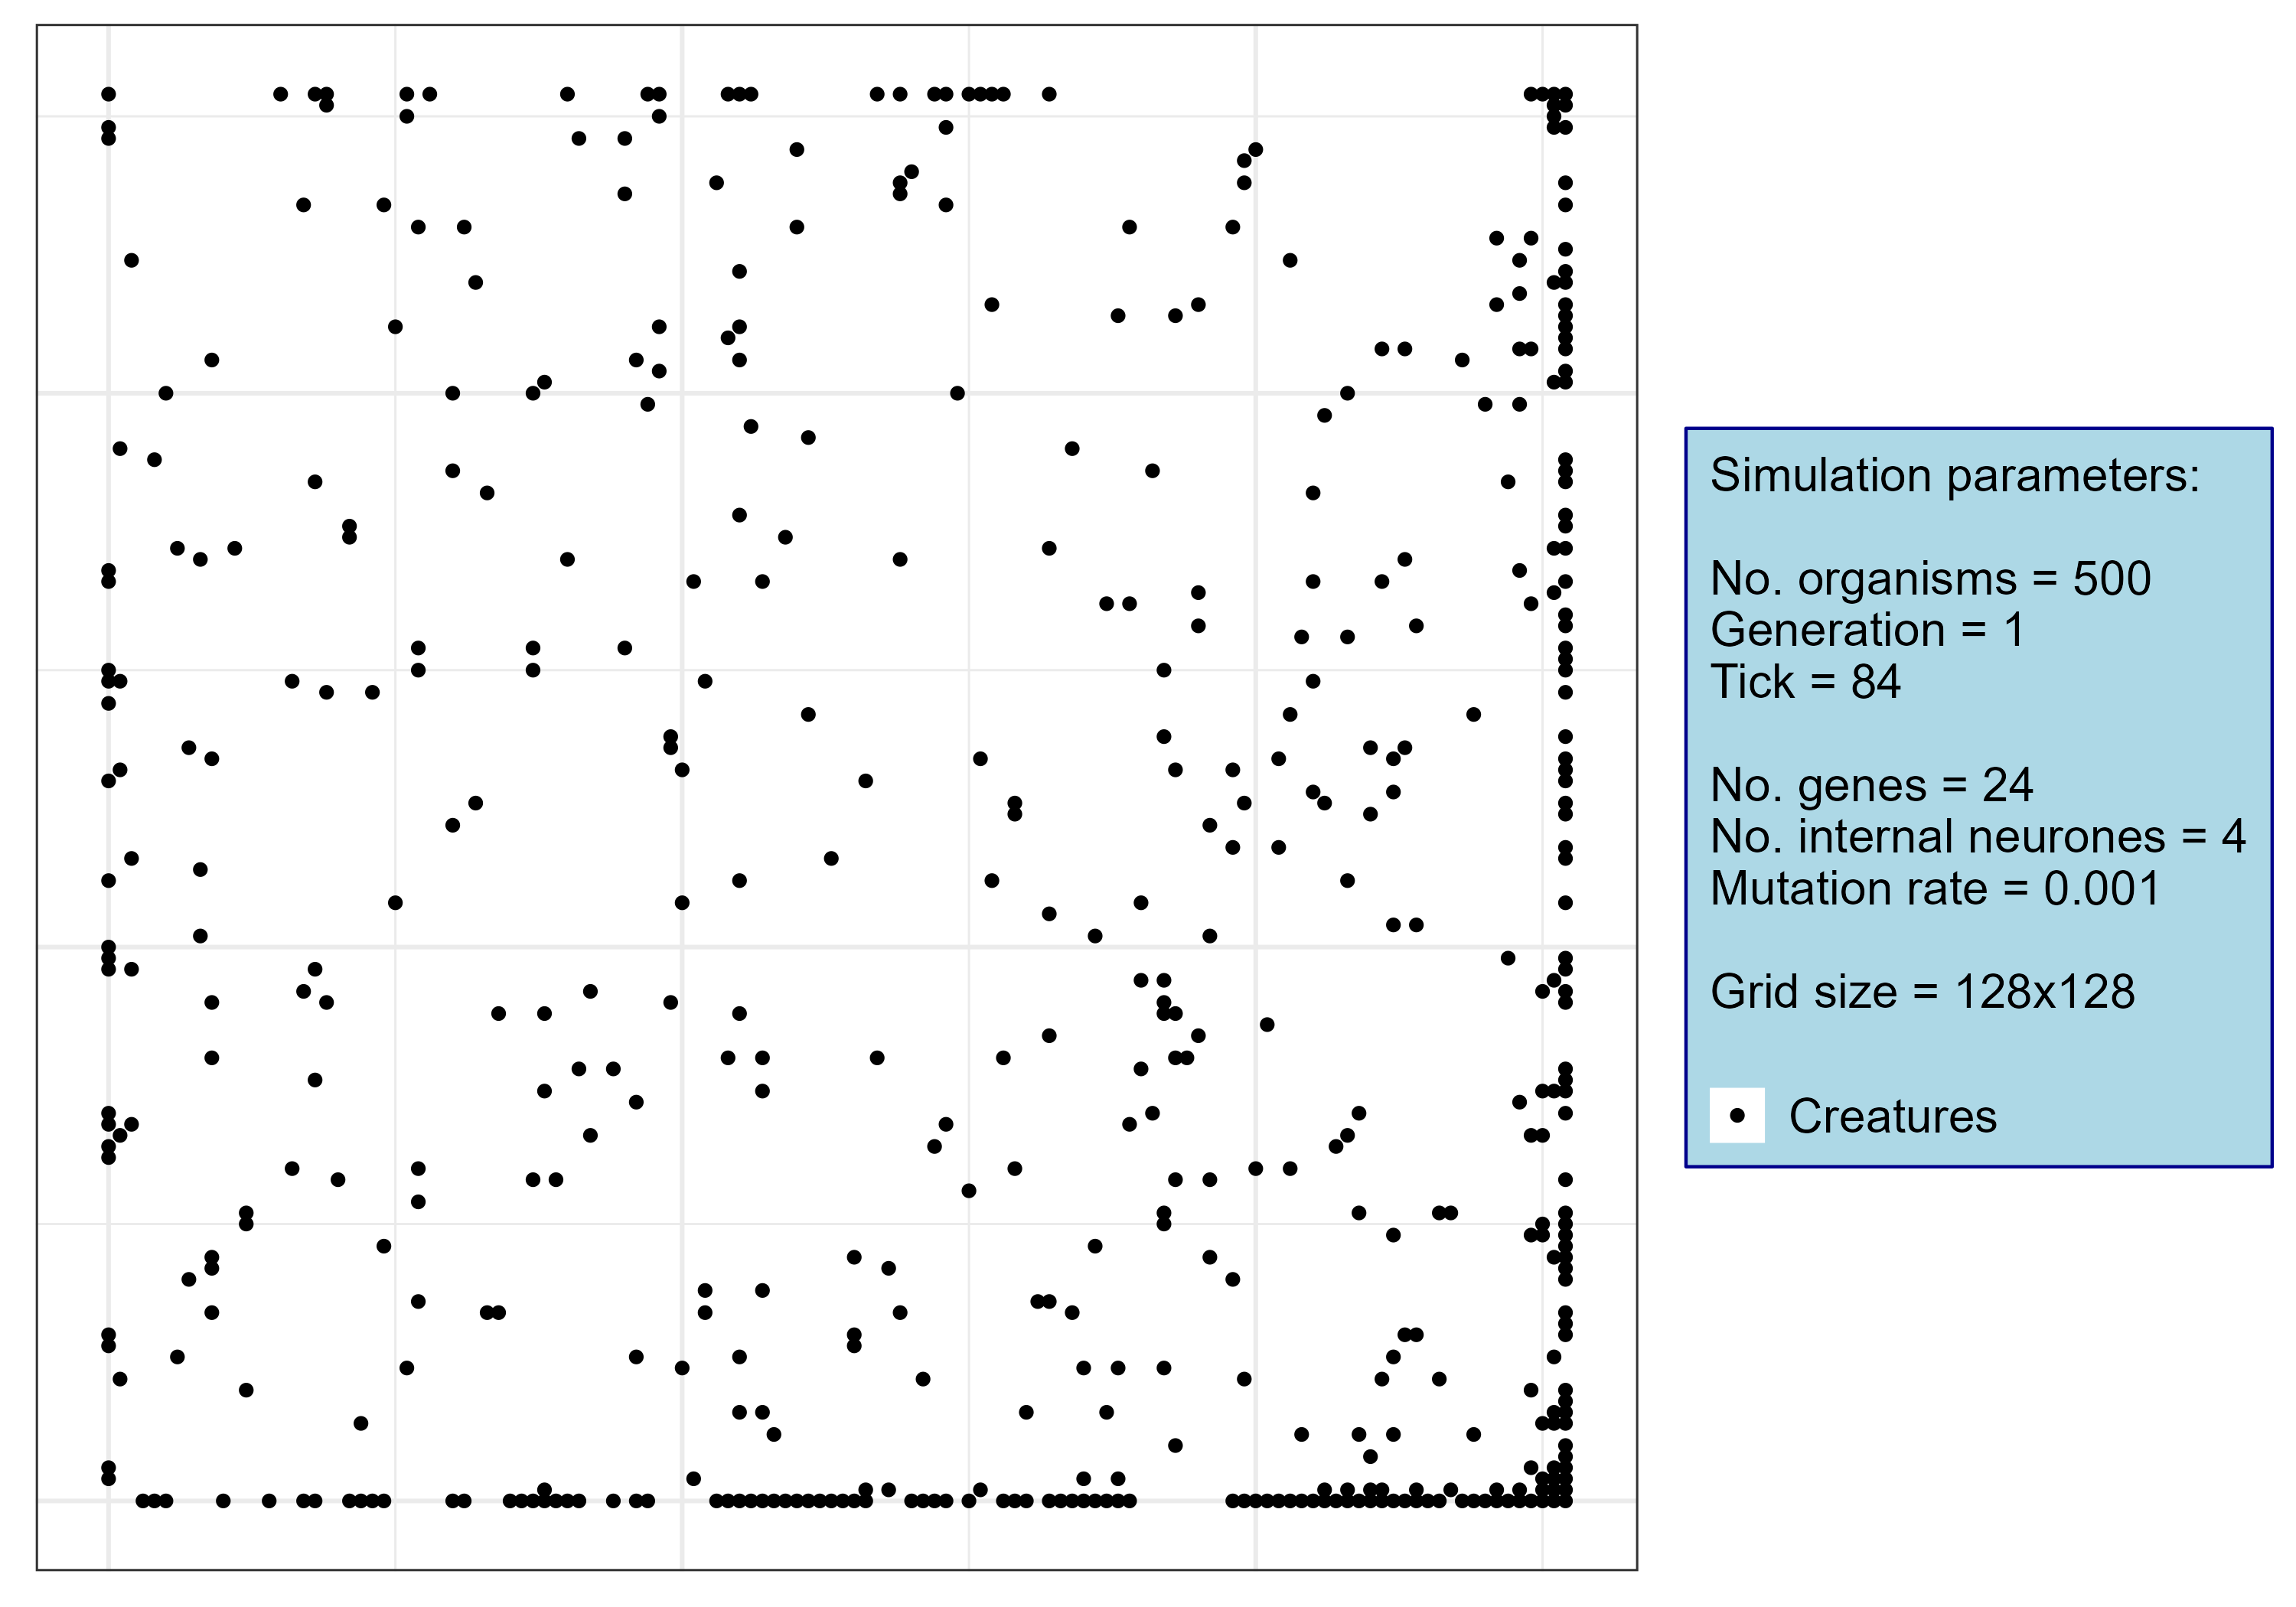 Simulation parameters:
No. organisms = 500
Generation = 1
Tick = 84
No. genes = 24
No. internal neurones = 4
Mutation rate = 0.001
Grid size = 128x128
Creatures